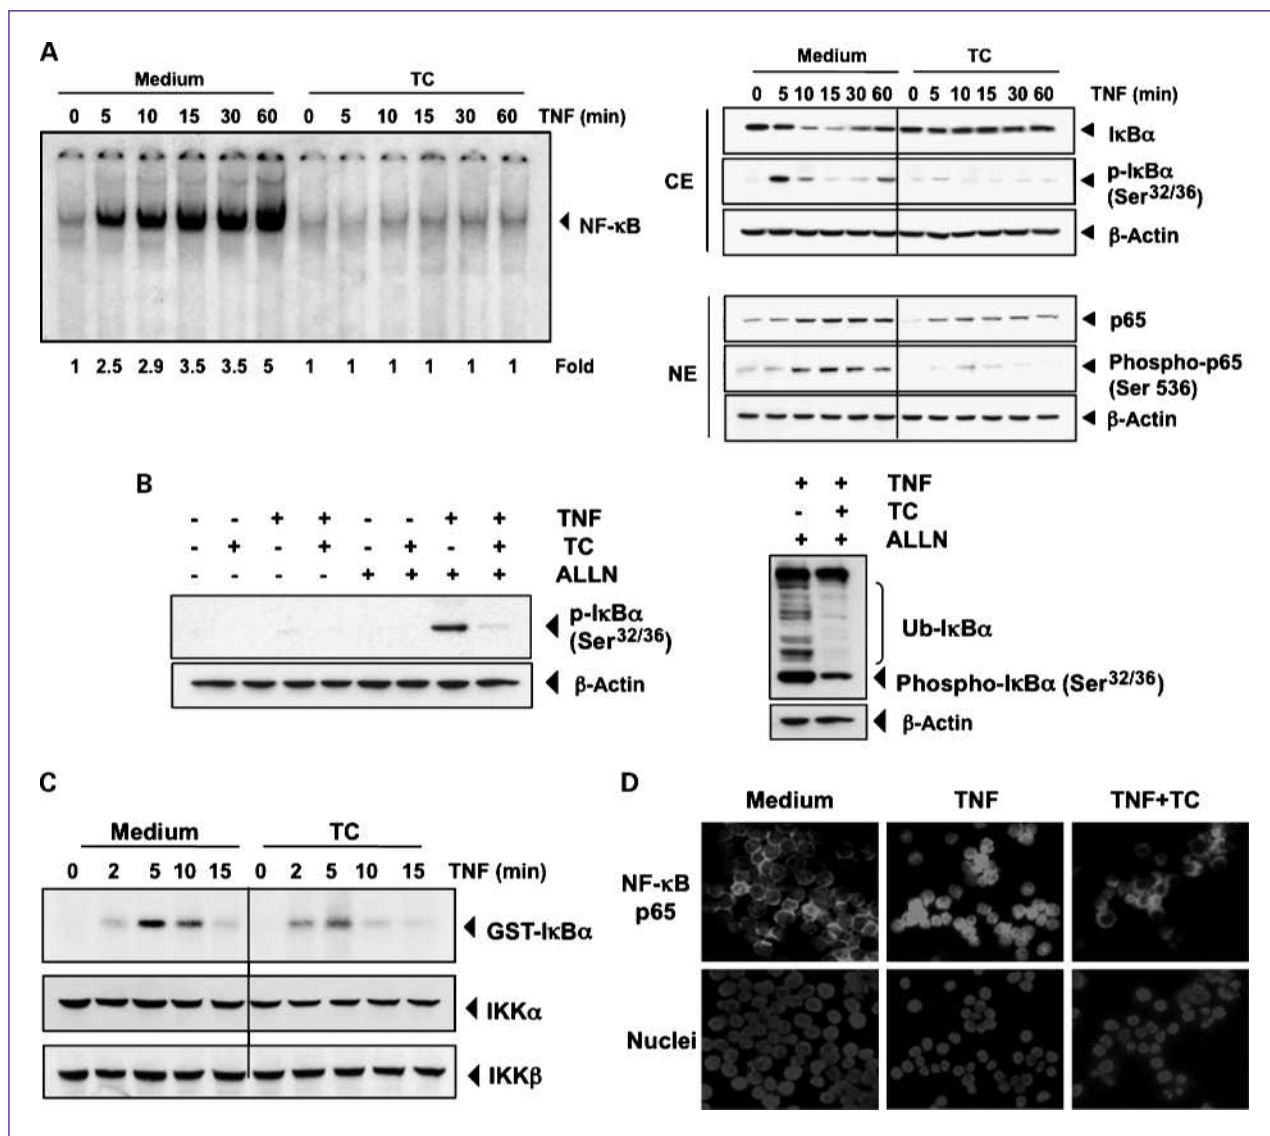 A
Medium TC
0 5 10 15 30 60 0 5 10 15 30 60 TNF (min)
NF-κB
1 2.5 2.9 3.5 3.5 5 1 1 1 1 1 1 Fold
Medium TC
0 5 10 15 30 60 0 5 10 15 30 60 TNF (min)
CE
IκBα
p-IκBα
(Ser32/36)
β-Actin
NE
p65
Phospho-p65
(Ser 536)
β-Actin
B
- - + + - - + + TNF
- + - + - + - + TC
- - - - + + + + ALLN
p-IκBα
(Ser32/36)
β-Actin
+ + TNF
- + TC
+ + ALLN
Ub-IκBα
Phospho-IκBα (Ser32/36)
β-Actin
C
Medium TC
0 2 5 10 15 0 2 5 10 15 TNF (min)
GST-IκBα
IKKα
IKKβ
D
Medium TNF TNF+TC
NF-κB
p65
Nuclei